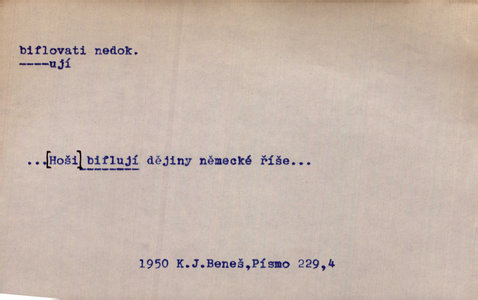 biflovati nedok.
----ují
...[Hoši] biflují dějiny německé říše...
1950 K.J.Beneš,Písmo 229,4